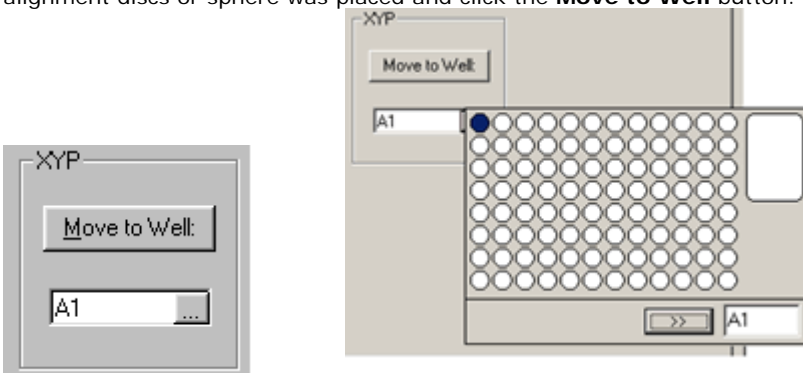 alignment discs or sphere was placed and click the Move to Well button.
XYP
Move to Well:
A1
...
XYP
Move to Well:
A1
>>
A1